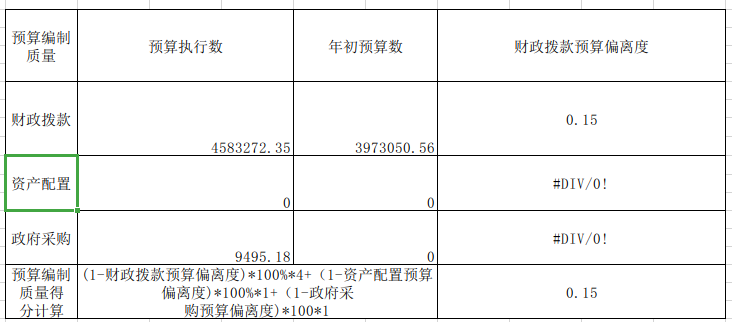 预算编制
质量
预算执行数
年初预算数
财政拨款预算偏离度
财政拨款
4583272.35
3973050.56
0.15
资产配置
0
0
#DIV/0!
政府采购
9495.18
0
#DIV/0!
预算编制
质量得
分计算
(1-财政拨款预算偏离度)*100%*4+（1-资产配置预算
偏离度)*100%*1+（1-政府采
购预算偏离度)*100*1
0.15